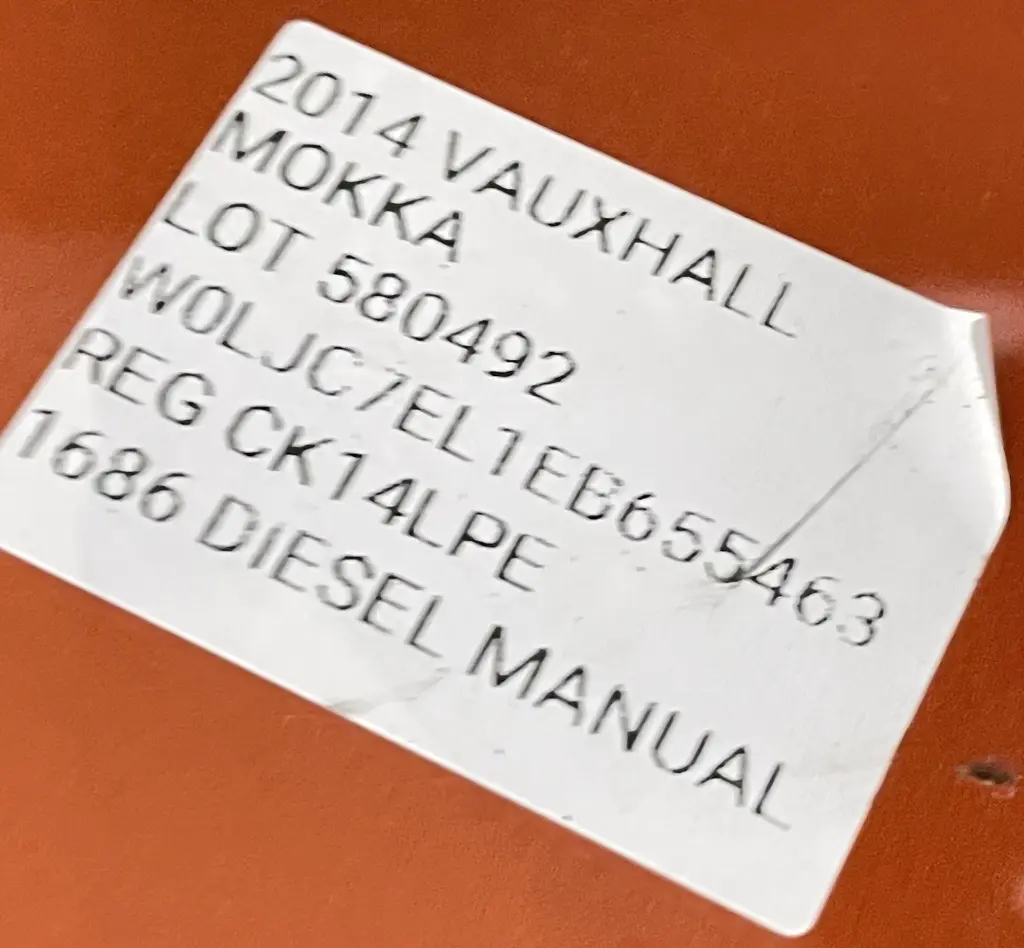 2014 VAUXHALL
MOKKA
LOT 580492
W0LJC7EL1EB655463
REG CK14LPE
1686 DIESEL MANUAL